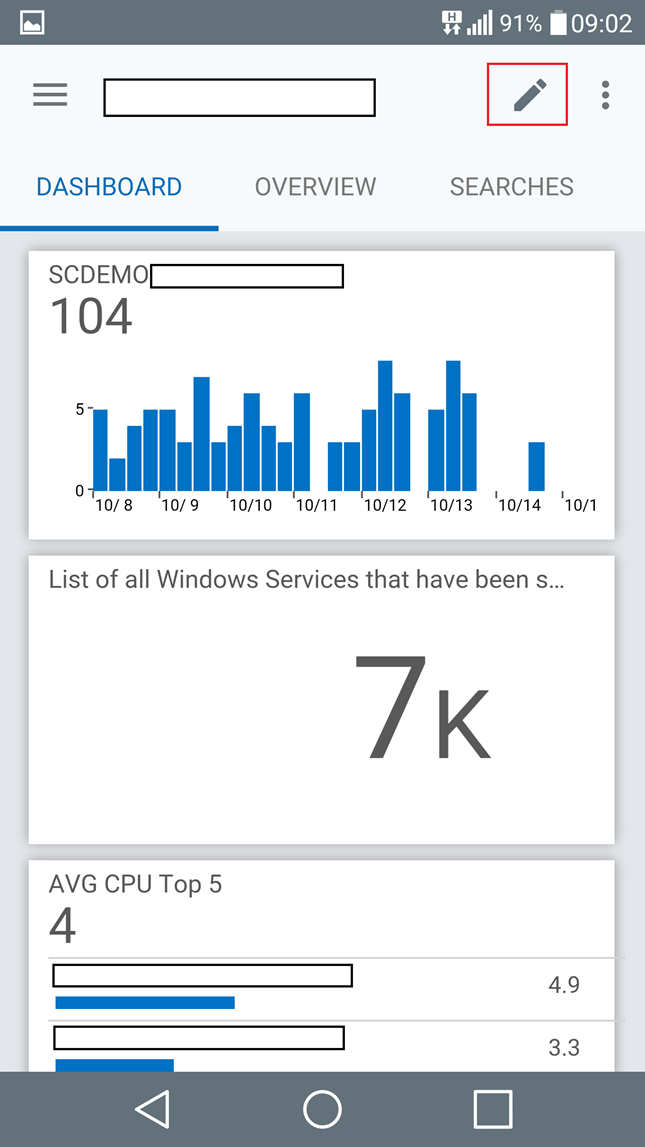 H 91% 09:02
DASHBOARD OVERVIEW SEARCHES
SCDEMO
104
5
0
10/ 8 10/ 9 10/10 10/11 10/12 10/13 10/14 10/1
List of all Windows Services that have been s...
7K
AVG CPU Top 5
4
4.9
3.3